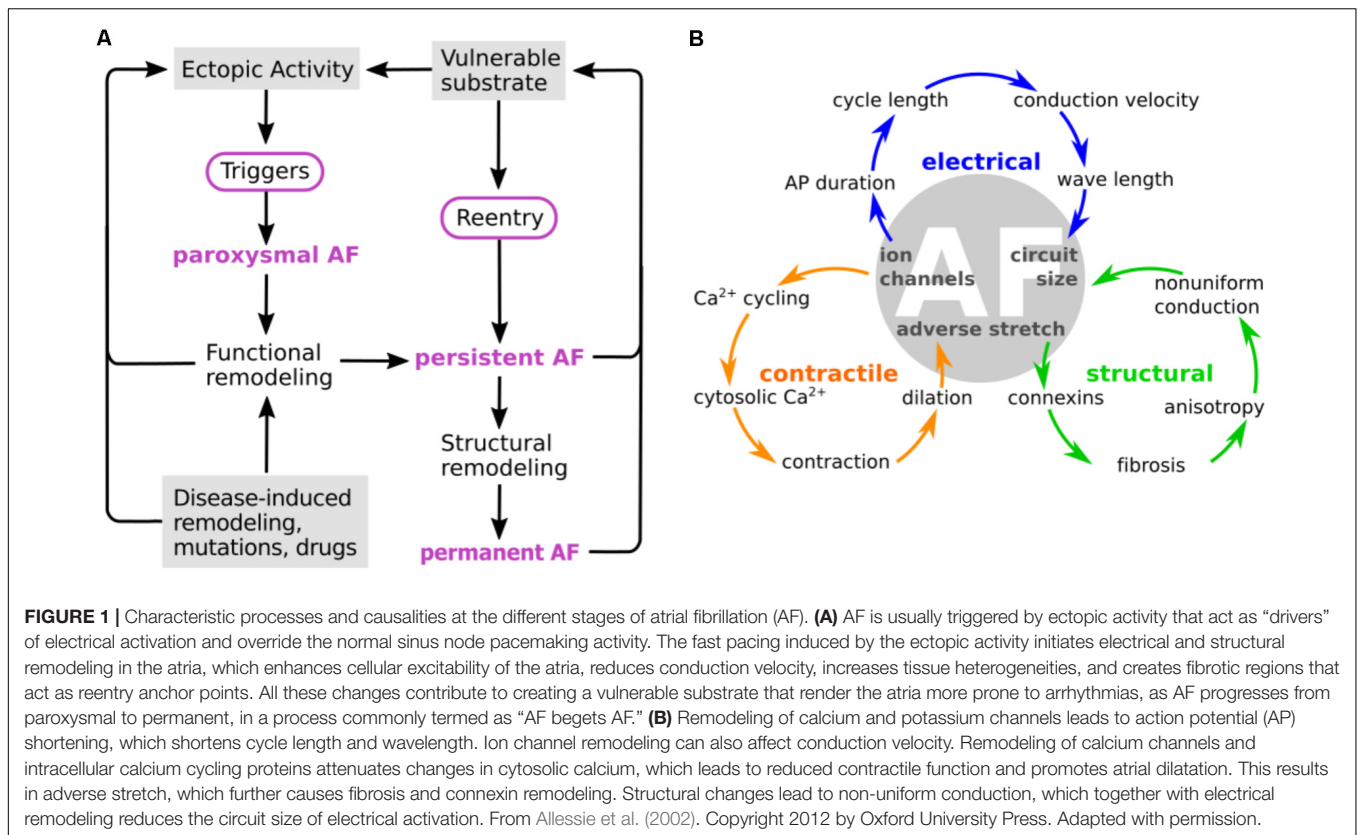 A
Ectopic Activity
Vulnerable
substrate
Triggers
Reentry
paroxysmal AF
Functional
remodeling
persistent AF
Structural
remodeling
Disease-induced
remodeling,
mutations, drugs
permanent AF
B
cycle length
conduction velocity
electrical
AP duration
wave length
AF
ion
channels
circuit
size
adverse stretch
Ca²⁺ cycling
nonuniform
conduction
contractile
structural
cytosolic Ca²⁺
dilation
connexins
anisotropy
contraction
fibrosis
FIGURE 1 | Characteristic processes and causalities at the different stages of atrial fibrillation (AF). (A) AF is usually triggered by ectopic activity that act as “drivers”
of electrical activation and override the normal sinus node pacemaking activity. The fast pacing induced by the ectopic activity initiates electrical and structural
remodeling in the atria, which enhances cellular excitability of the atria, reduces conduction velocity, increases tissue heterogeneities, and creates fibrotic regions that
act as reentry anchor points. All these changes contribute to creating a vulnerable substrate that render the atria more prone to arrhythmias, as AF progresses from
paroxysmal to permanent, in a process commonly termed as “AF begets AF.” (B) Remodeling of calcium and potassium channels leads to action potential (AP)
shortening, which shortens cycle length and wavelength. Ion channel remodeling can also affect conduction velocity. Remodeling of calcium channels and
intracellular calcium cycling proteins attenuates changes in cytosolic calcium, which leads to reduced contractile function and promotes atrial dilatation. This results
in adverse stretch, which further causes fibrosis and connexin remodeling. Structural changes lead to non-uniform conduction, which together with electrical
remodeling reduces the circuit size of electrical activation. From Allessie et al. (2002). Copyright 2012 by Oxford University Press. Adapted with permission.